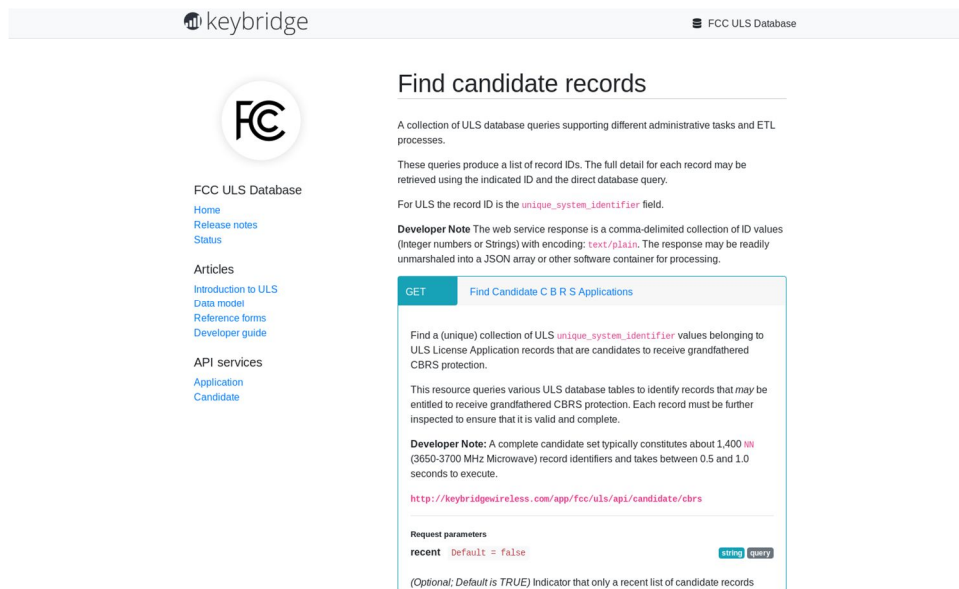 keybridge
FCC ULS Database
FCC
FCC ULS Database
Home
Release notes
Status
Articles
Introduction to ULS
Data model
Reference forms
Developer guide
API services
Application
Candidate
Find candidate records
A collection of ULS database queries supporting different administrative tasks and ETL
processes.
These queries produce a list of record IDs. The full detail for each record may be
retrieved using the indicated ID and the direct database query.
For ULS the record ID is the unique_system_identifier field.
Developer Note The web service response is a comma-delimited collection of ID values
(Integer numbers or Strings) with encoding: text/plain. The response may be readily
unmarshaled into a JSON array or other software container for processing.
GET Find Candidate C B R S Applications
Find a (unique) collection of ULS unique_system_identifier values belonging to
ULS License Application records that are candidates to receive grandfathered
CBRS protection.
This resource queries various ULS database tables to identify records that may be
entitled to receive grandfathered CBRS protection. Each record must be further
inspected to ensure that it is valid and complete.
Developer Note: A complete candidate set typically constitutes about 1,400 NN
(3650-3700 MHz Microwave) record identifiers and takes between 0.5 and 1.0
seconds to execute.
http://keybridgewireless.com/app/fcc/uls/api/candidate/cbrs
Request parameters
recent Default = false string query
(Optional; Default is TRUE) Indicator that only a recent list of candidate records